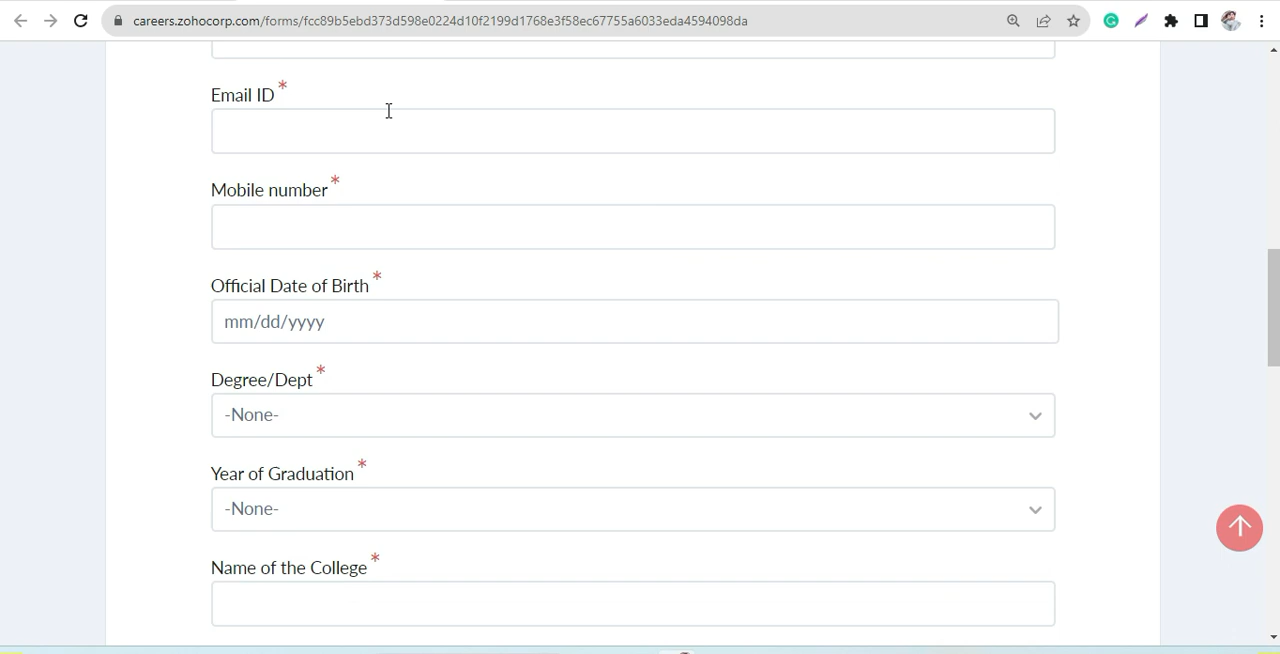 careers.zohocorp.com/forms/fcc89b5ebd373d598e0224d10f2199d1768e3f58ec67755a6033eda4594098da
Email ID *
Mobile number *
Official Date of Birth *
mm/dd/yyyy
Degree/Dept *
-None-
Year of Graduation *
-None-
Name of the College *